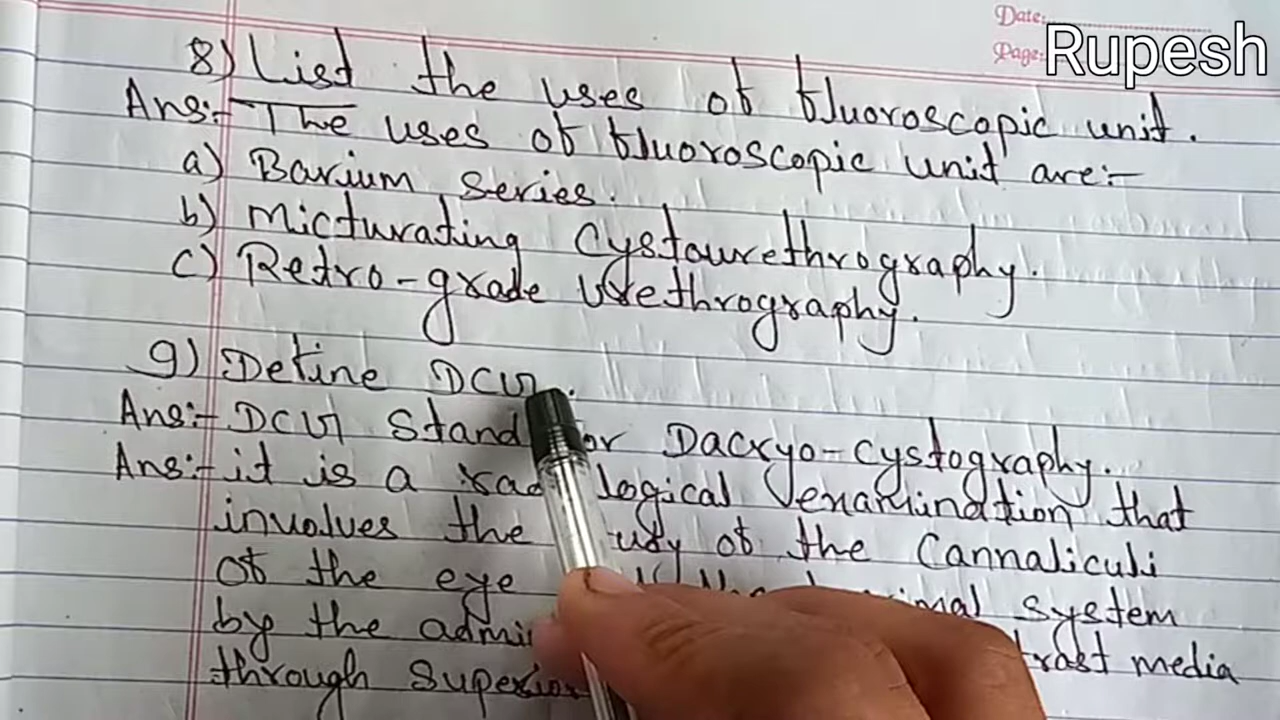 Date:
Page:
Rupesh
8) List the uses of fluoroscopic unit.
Ans:- The uses of fluoroscopic unit are:-
a) Barium series.
b) Micturating Cystourethrography.
c) Retro-grade Urethrography.
9) Define DCG.
Ans:- DCG stand for Dacryo-cystography.
Ans:- it is a logical examination that
involves the of the Cannaliculi
of the eye system
by the media
through Superior